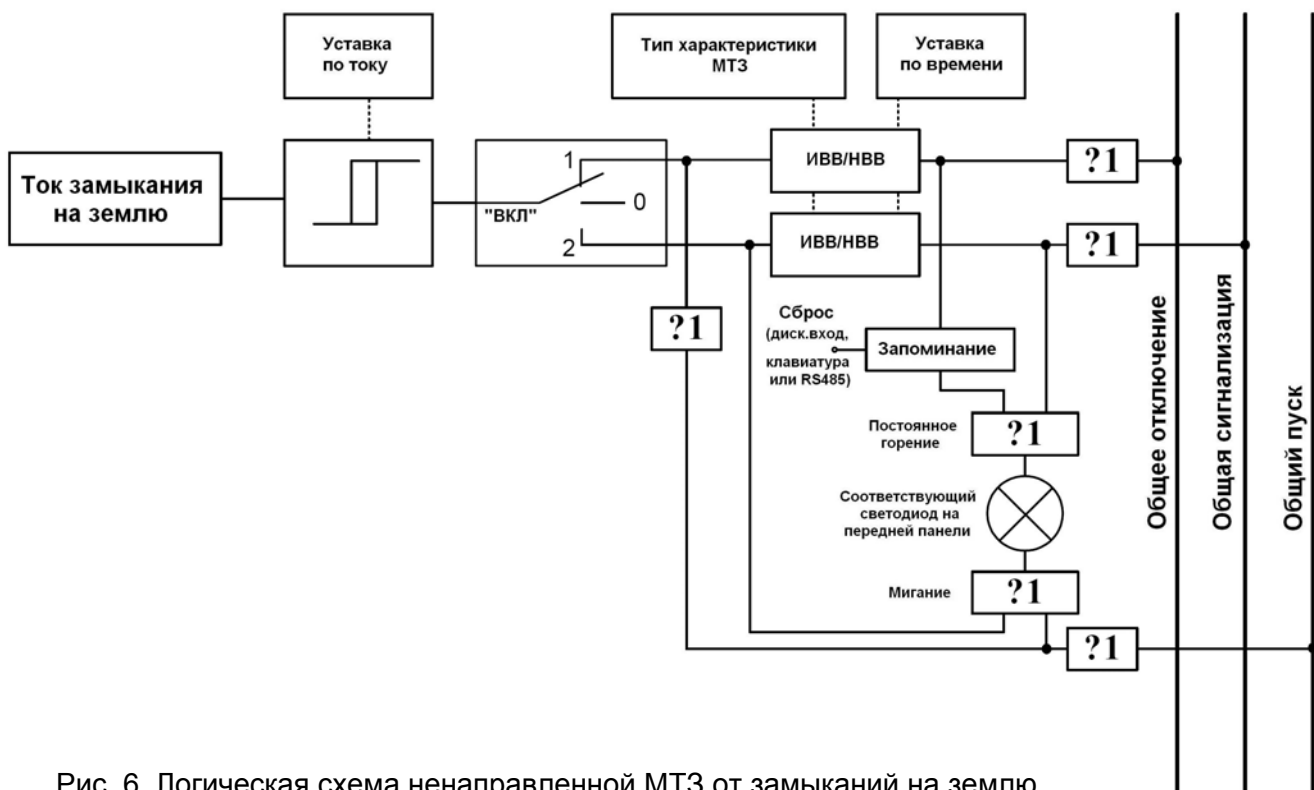 Уставка
по току
Тип характеристики
МТЗ
Уставка
по времени
Ток замыкания
на землю
"ВКЛ"
1
0
2
ИВВ/НВВ
?1
ИВВ/НВВ
?1
?1
Сброс
(диск.вход,
клавиатура
или RS485)
Запоминание
Постоянное
горение
?1
Соответствующий
светодиод на
передней панели
Мигание
?1
?1
Общее отключение
Общая сигнализация
Общий пуск
Рис. 6. Логическая схема ненаправленной МТЗ от замыканий на землю